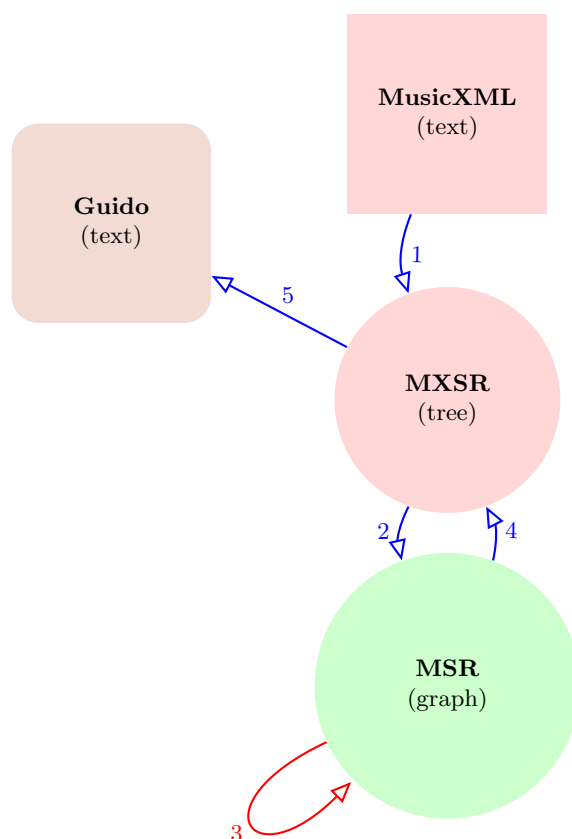 MusicXML
(text)
Guido
(text)
1
5
MXSR
(tree)
2
4
MSR
(graph)
3